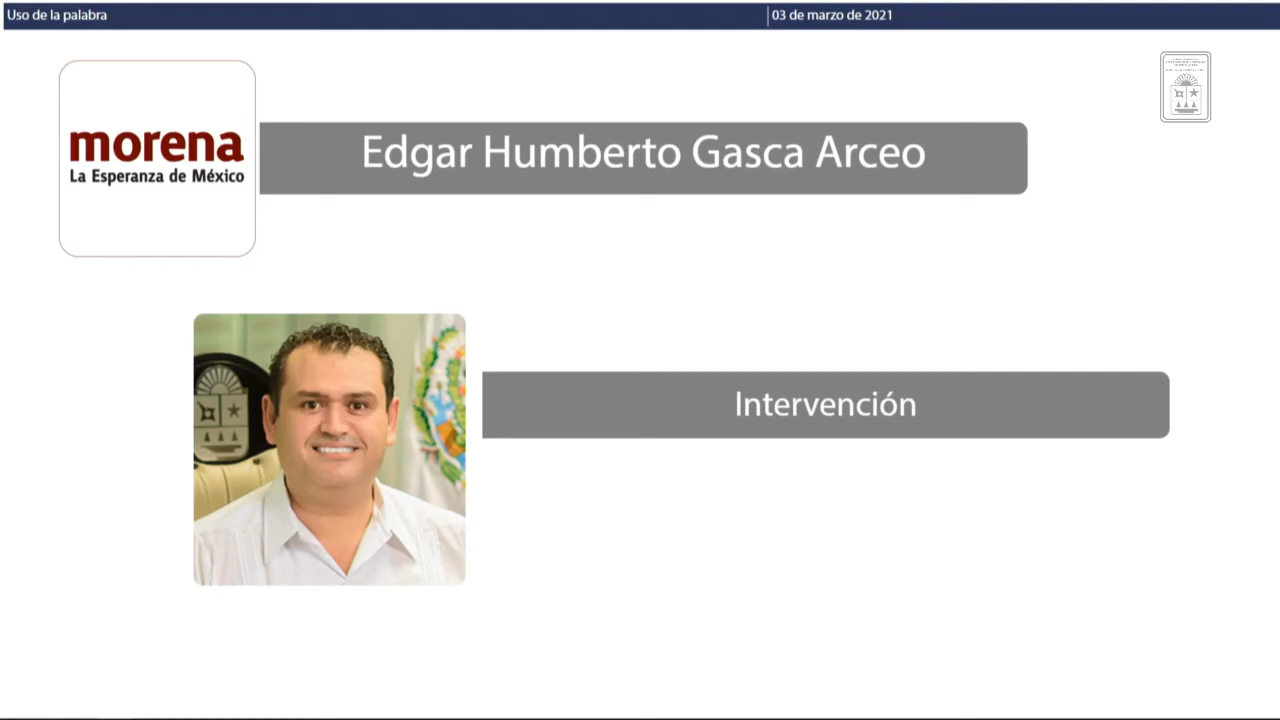 Uso de la palabra
03 de marzo de 2021
morena
La Esperanza de México
Edgar Humberto Gasca Arceo
Intervención